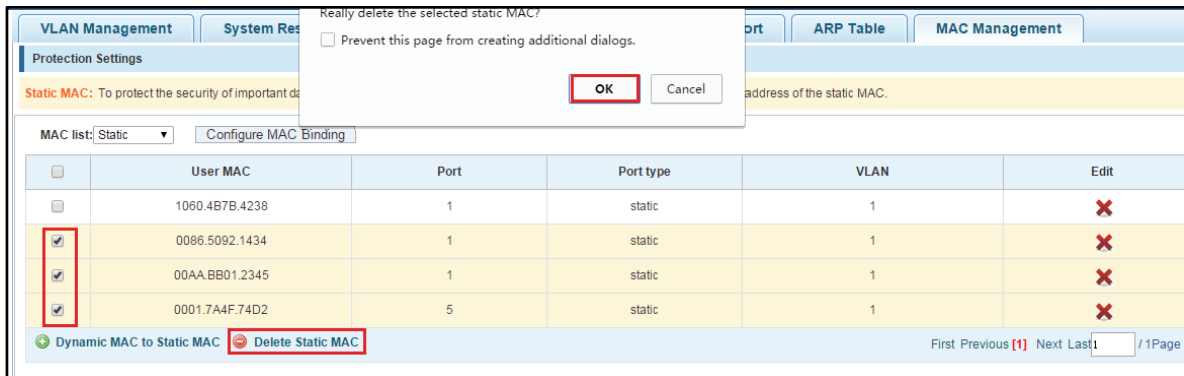 Really delete the selected static MAC?
VLAN Management System Res ort ARP Table MAC Management
Prevent this page from creating additional dialogs.
Protection Settings
OK Cancel
Static MAC: To protect the security of important da address of the static MAC.
MAC list: Static Configure MAC Binding
User MAC Port Port type VLAN Edit
1060.4B7B.4238 1 static 1
0086.5092.1434 1 static 1
00AA.BB01.2345 1 static 1
0001.7A4F.74D2 5 static 1
Dynamic MAC to Static MAC Delete Static MAC First Previous [1] Next Last 1 / 1Page